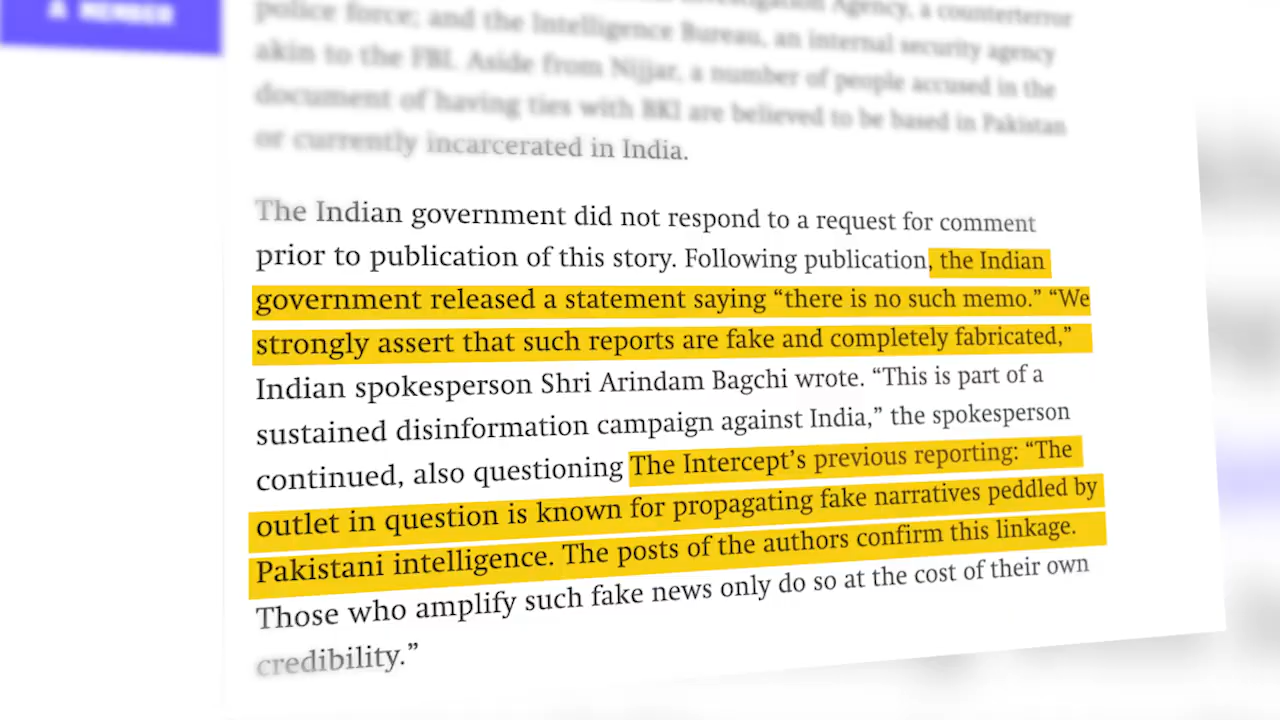 A MEMBER
Investigation Agency, a counterterror
police force; and the Intelligence Bureau, an internal security agency
akin to the FBI. Aside from Nijjar, a number of people accused in the
document of having ties with BKI are believed to be based in Pakistan
or currently incarcerated in India.
The Indian government did not respond to a request for comment
prior to publication of this story. Following publication, the Indian
government released a statement saying “there is no such memo.” “We
strongly assert that such reports are fake and completely fabricated,”
Indian spokesperson Shri Arindam Bagchi wrote. “This is part of a
sustained disinformation campaign against India,” the spokesperson
continued, also questioning The Intercept’s previous reporting: “The
outlet in question is known for propagating fake narratives peddled by
Pakistani intelligence. The posts of the authors confirm this linkage.
Those who amplify such fake news only do so at the cost of their own
credibility.”